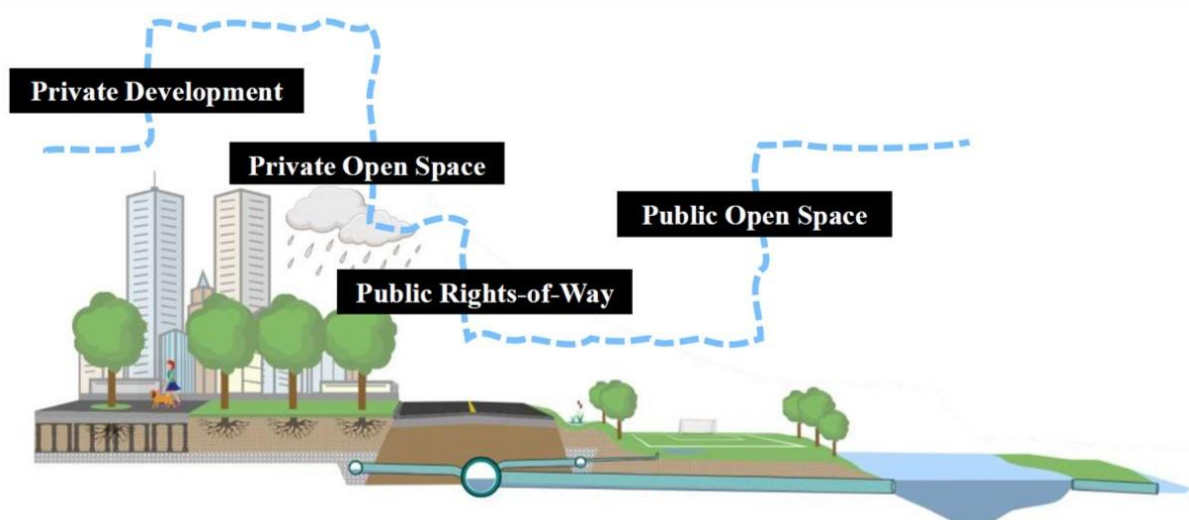 Private Development
Private Open Space
Public Open Space
Public Rights-of-Way